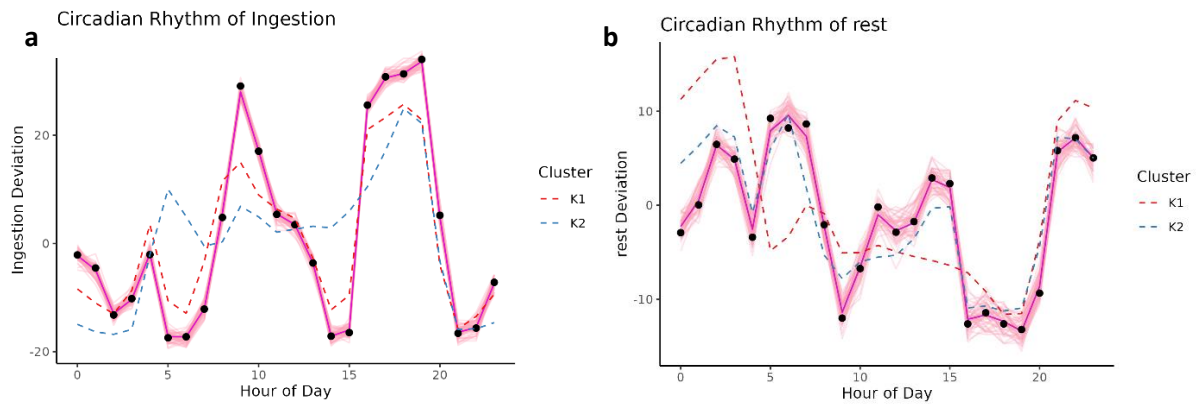 a
Circadian Rhythm of Ingestion
Ingestion Deviation
20
0
-20
0
5
10
15
20
Hour of Day
Cluster
K1
K2
b
Circadian Rhythm of rest
rest Deviation
10
0
-10
0
5
10
15
20
Hour of Day
Cluster
K1
K2